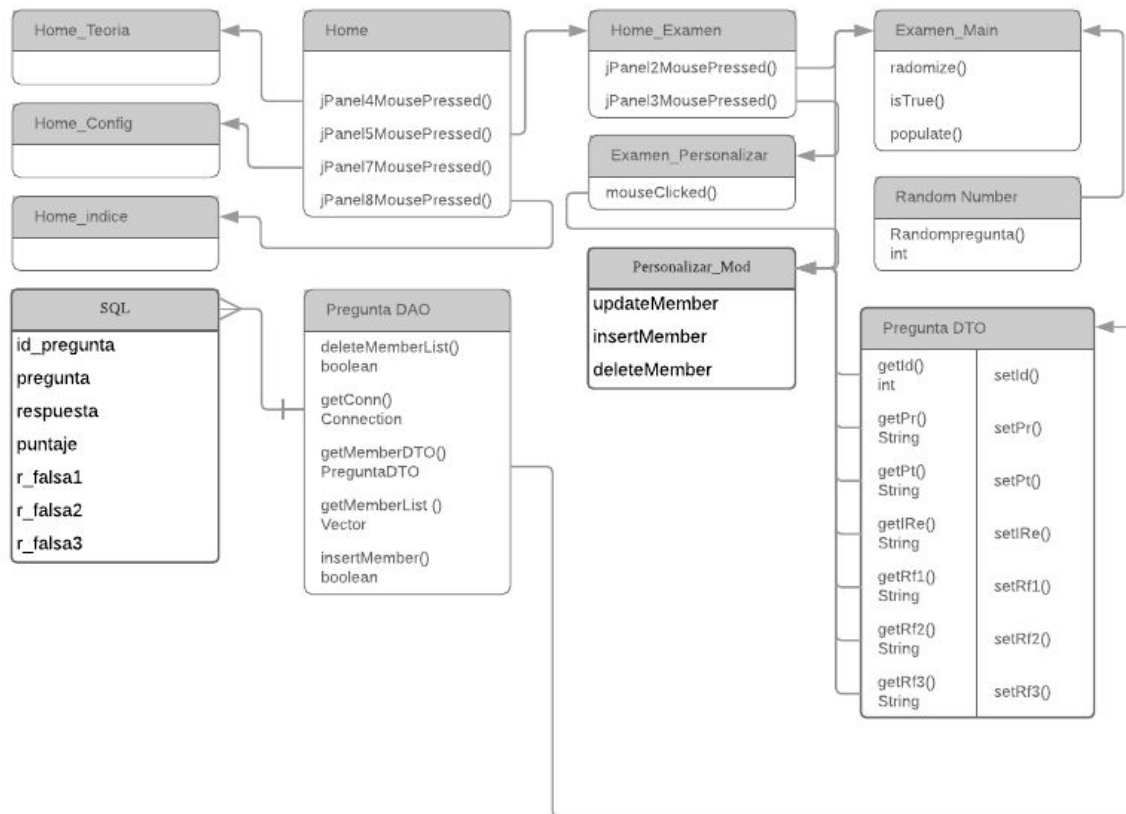 Home_Teoria
Home
jPanel4MousePressed()
jPanel5MousePressed()
jPanel7MousePressed()
jPanel8MousePressed()
Home_Examen
jPanel2MousePressed()
jPanel3MousePressed()
Examen_Main
radomize()
isTrue()
populate()
Home_Config
Examen_Personalizar
mouseClicked()
Home_indice
Random Number
Randompregunta()
int
SQL
id_pregunta
pregunta
respuesta
puntaje
r_falsa1
r_falsa2
r_falsa3
Pregunta DAO
deleteMemberList()
boolean
getConn()
Connection
getMemberDTO()
PreguntaDTO
getMemberList ()
Vector
insertMember()
boolean
Personalizar_Mod
updateMember
insertMember
deleteMember
Pregunta DTO
getId()
int
setId()
getPr()
String
setPr()
getPt()
String
setPt()
getIRe()
String
setIRe()
getRf1()
String
setRf1()
getRf2()
String
setRf2()
getRf3()
String
setRf3()